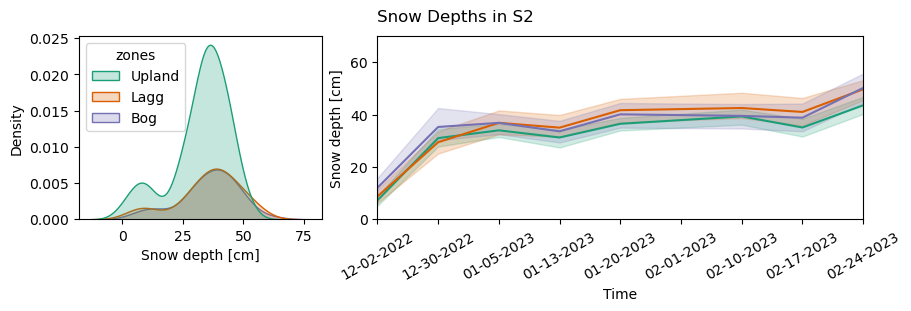 Snow Depths in S2
0.025
0.020
0.015
0.010
0.005
0.000
Density
zones
Upland
Lagg
Bog
0
25
50
75
Snow depth [cm]
60
40
20
0
Snow depth [cm]
12-02-2022
12-30-2022
01-05-2023
01-13-2023
01-20-2023
02-01-2023
02-10-2023
02-17-2023
02-24-2023
Time